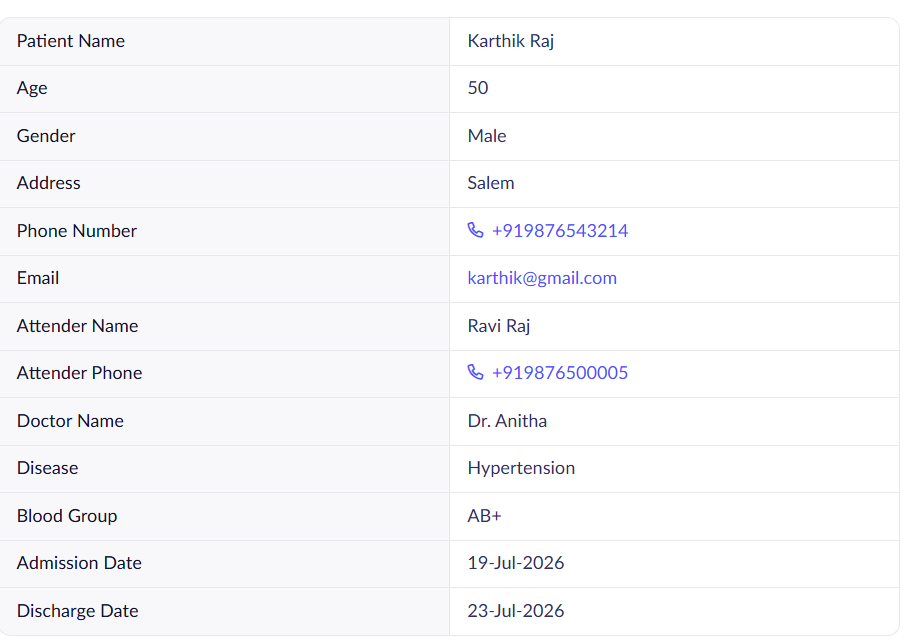 Patient Name Karthik Raj
Age 50
Gender Male
Address Salem
Phone Number +919876543214
Email karthik@gmail.com
Attender Name Ravi Raj
Attender Phone +919876500005
Doctor Name Dr. Anitha
Disease Hypertension
Blood Group AB+
Admission Date 19-Jul-2026
Discharge Date 23-Jul-2026